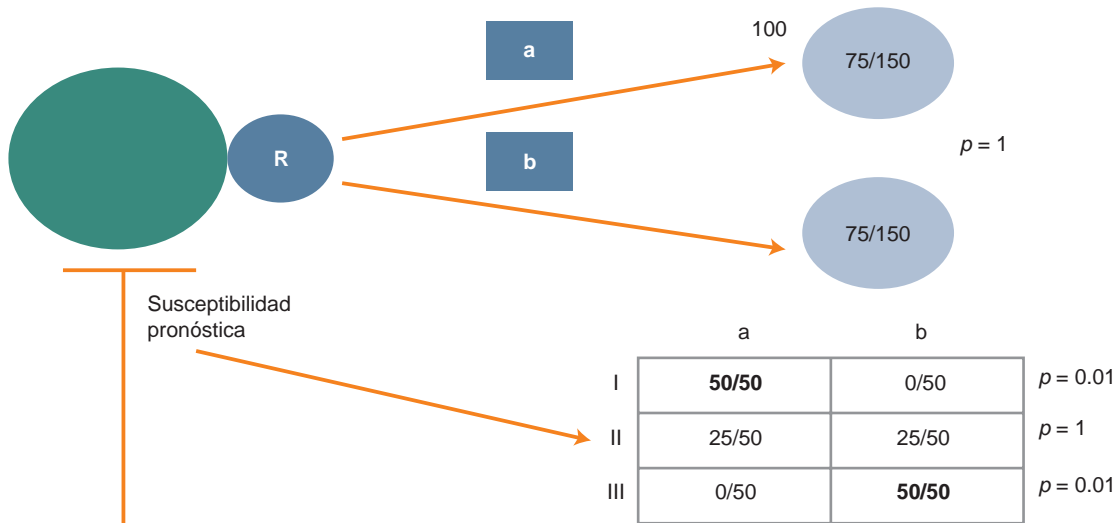 100
a
75/150
R
b
p = 1
75/150
Susceptibilidad
pronóstica
a b
I 50/50 0/50 p = 0.01
II 25/50 25/50 p = 1
III 0/50 50/50 p = 0.01